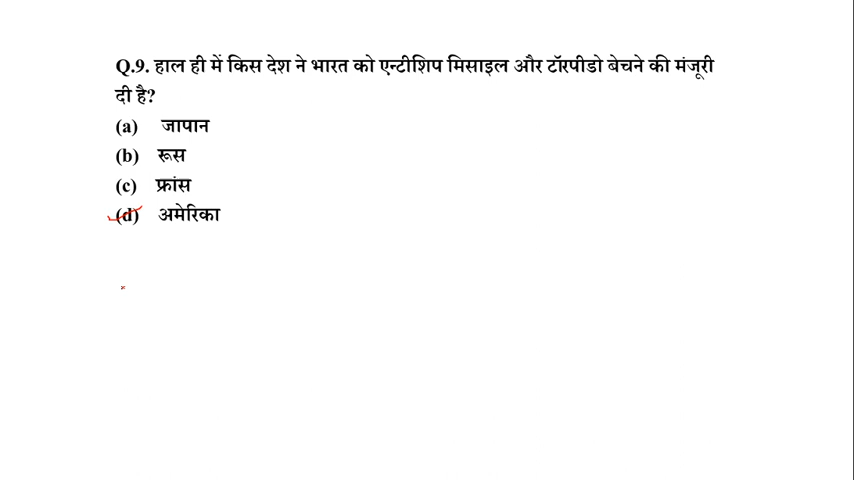 Q.9. हाल ही में किस देश ने भारत को एन्टीशिप मिसाइल और टॉरपीडो बेचने की मंजूरी
दी है?
(a) जापान
(b) रूस
(c) फ्रांस
(d) अमेरिका